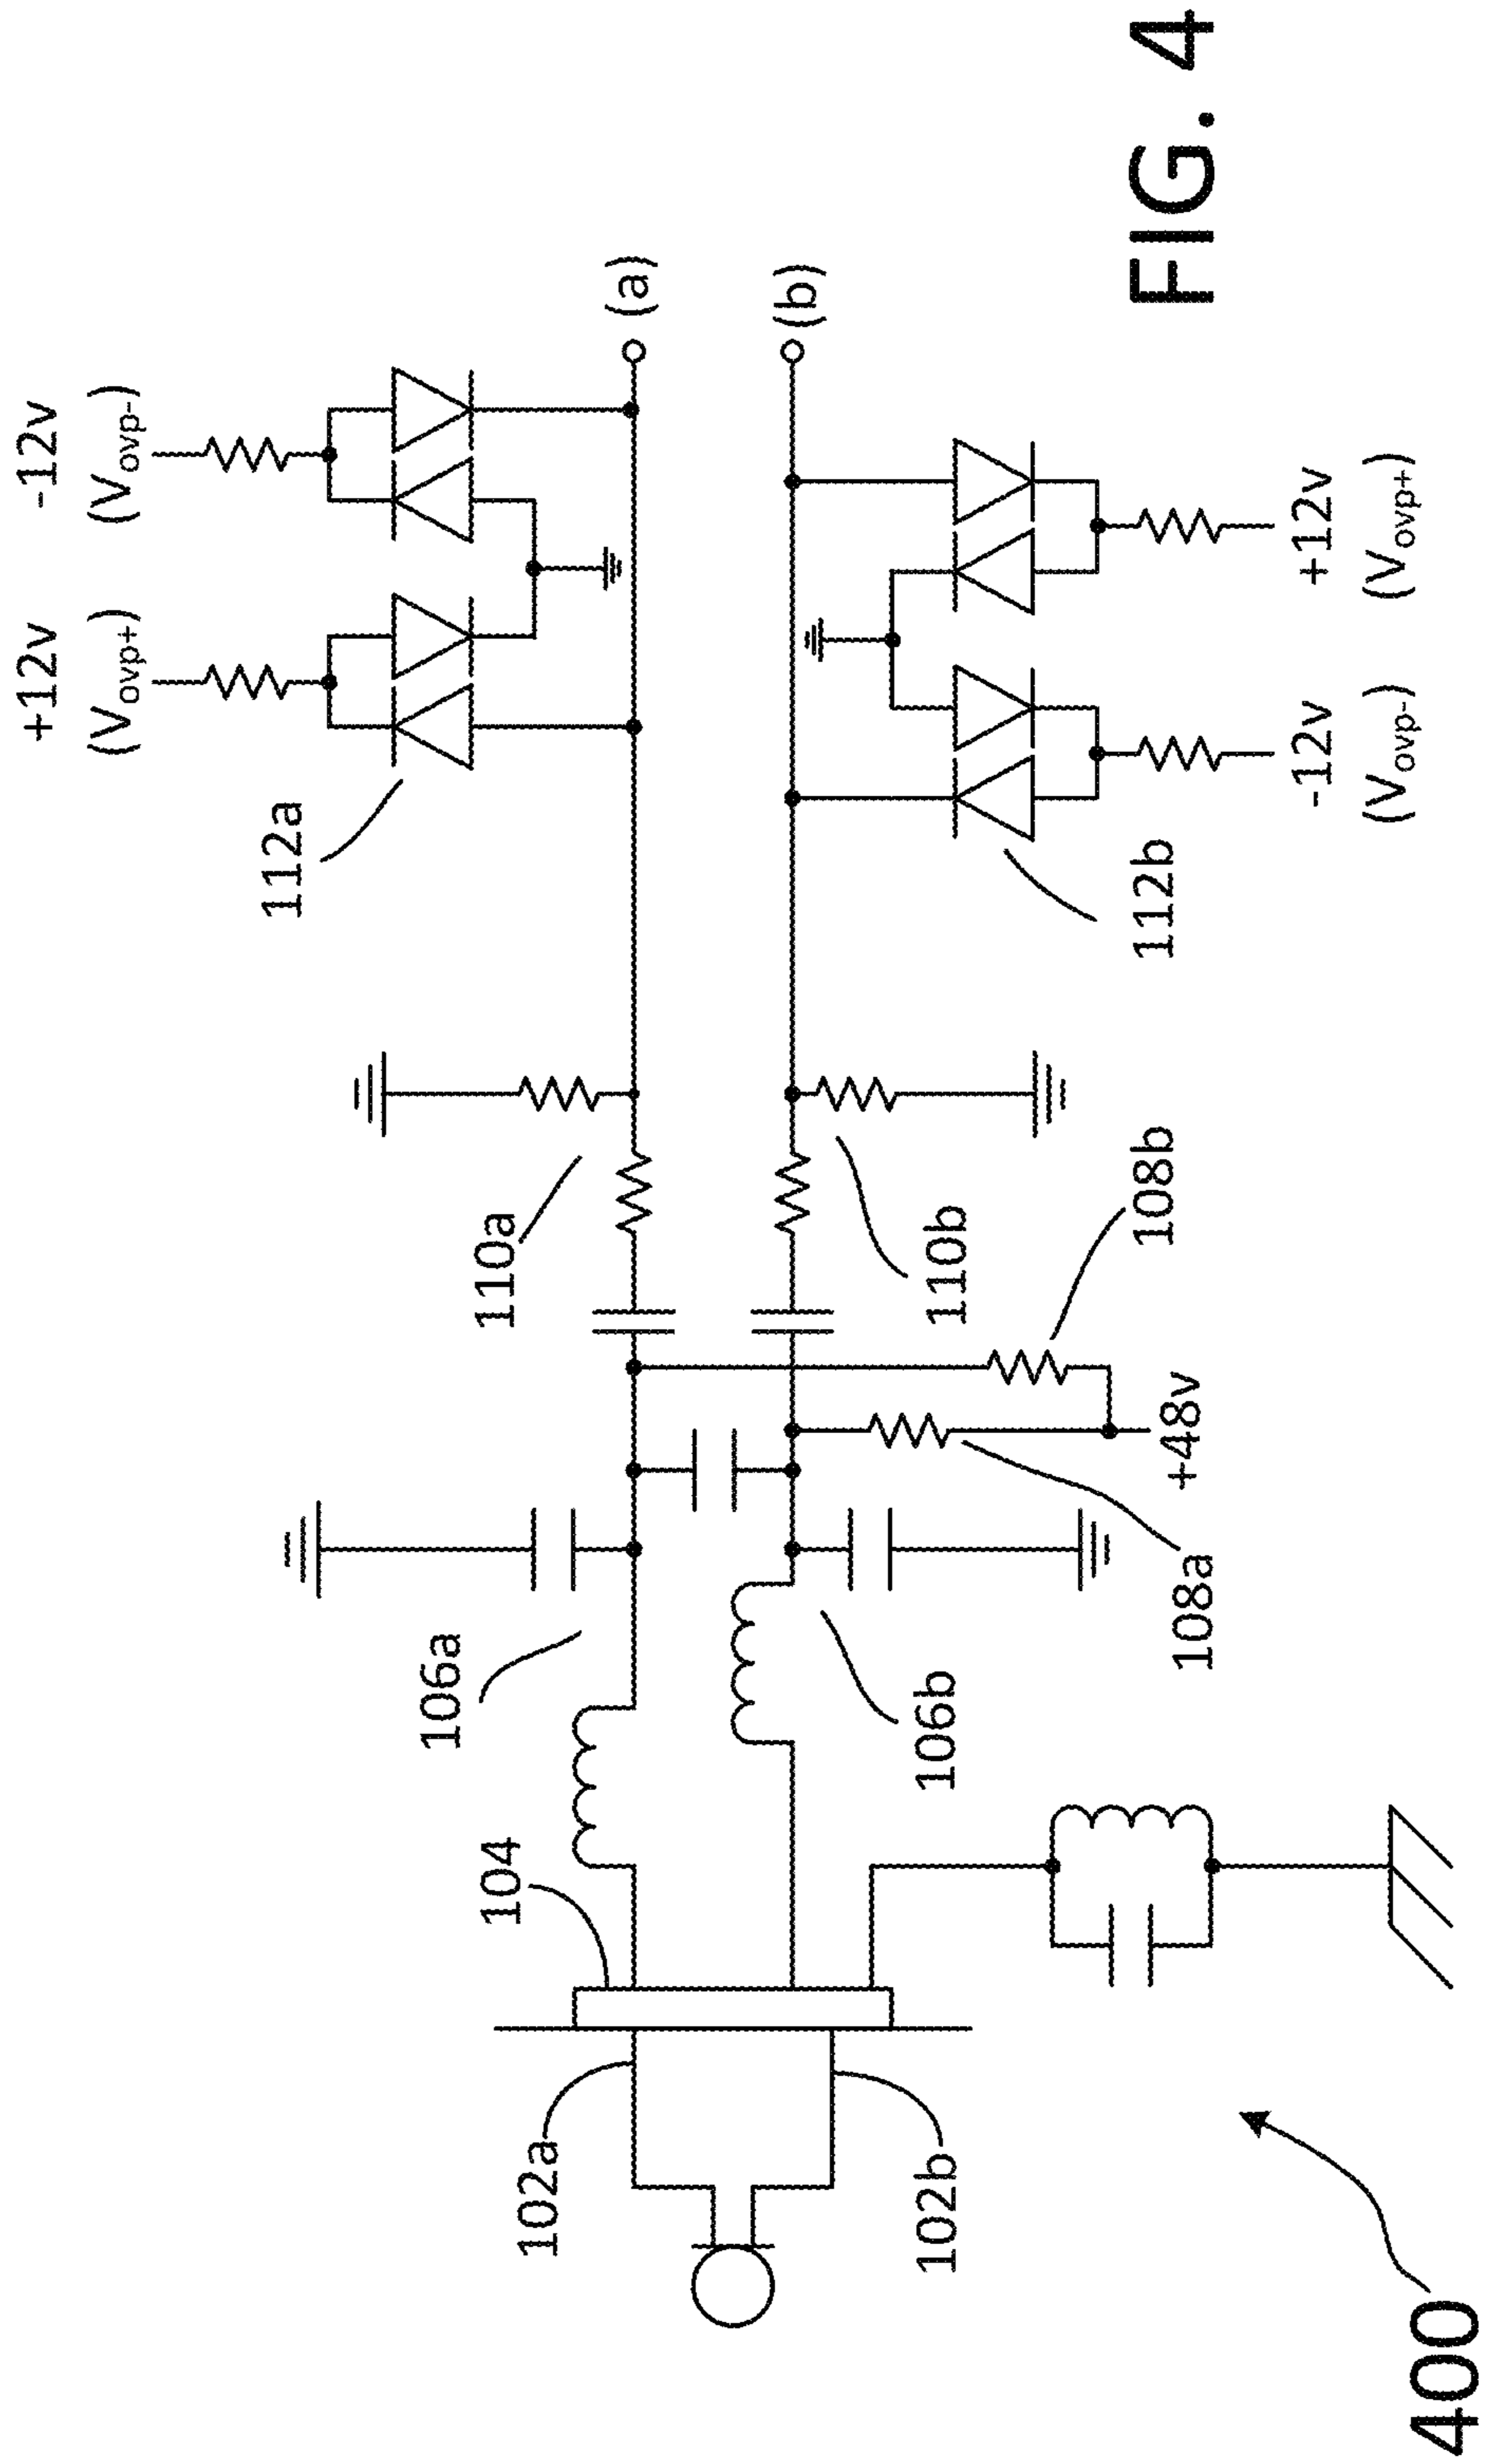 +12v
(Vovp+)
-12v
(Vovp-)
112a
(a)
(b)
110a
106a
104
102a
102b
106b
110b
108b
108a
+48v
112b
-12v
(Vovp-)
+12v
(Vovp+)
400
FIG. 4